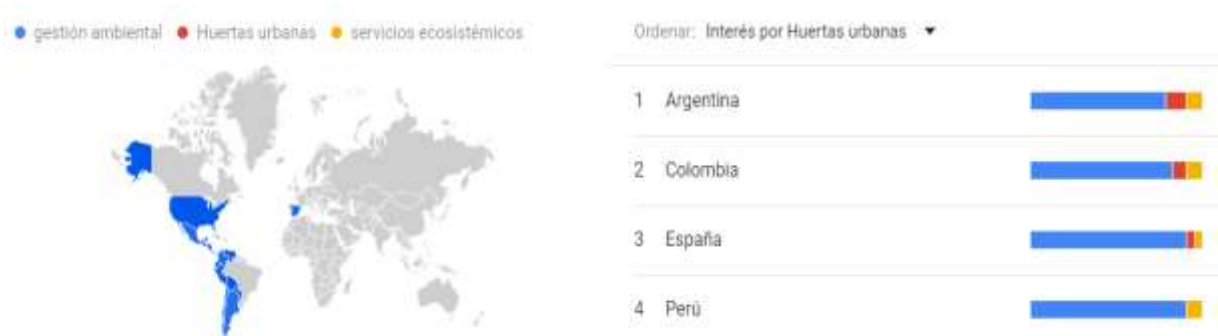 gestión ambiental Huertas urbanas servicios ecosistémicos
Ordenar: Interés por Huertas urbanas
1 Argentina
2 Colombia
3 España
4 Perú